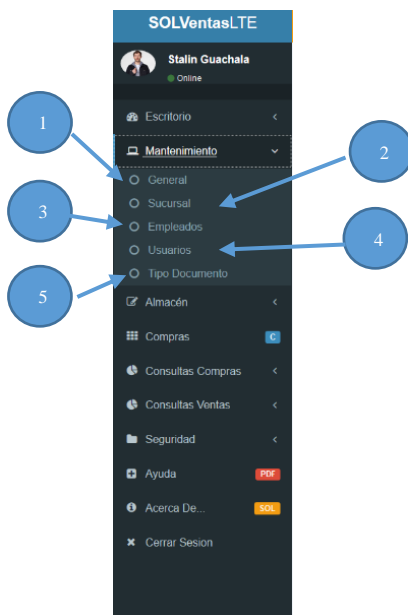 SOLVentasLTE
Stalin Guachala
Online
Escritorio
1
Mantenimiento
2
General
Sucursal
3
Empleados
4
Usuarios
5
Tipo Documento
Almacén
Compras C
Consultas Compras
Consultas Ventas
Seguridad
Ayuda PDF
Acerca De... SOL
Cerrar Sesion